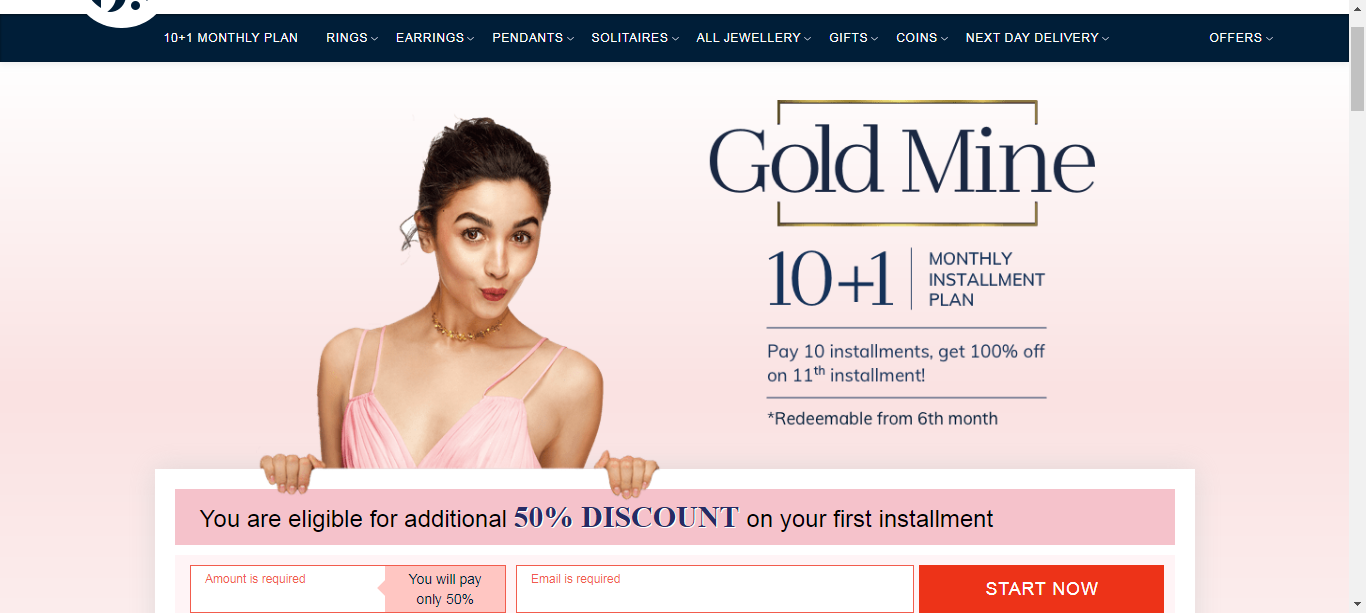 10+1 MONTHLY PLAN RINGS EARRINGS PENDANTS SOLITAIRES ALL JEWELLERY GIFTS COINS NEXT DAY DELIVERY OFFERS
Gold Mine
10+1 MONTHLY
INSTALLMENT
PLAN
Pay 10 installments, get 100% off
on 11th installment!
*Redeemable from 6th month
You are eligible for additional 50% DISCOUNT on your first installment
Amount is required
You will pay
only 50%
Email is required
START NOW